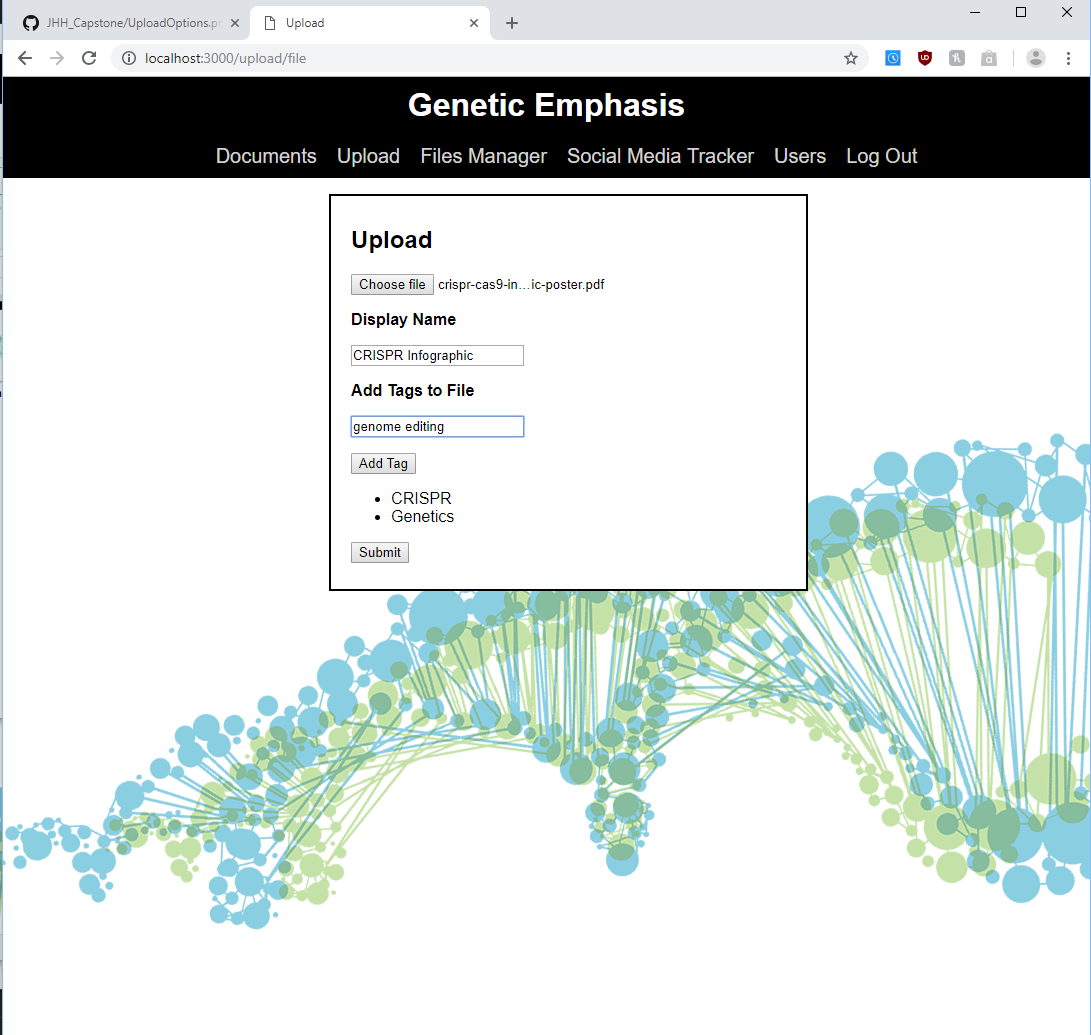 JHH_Capstone/UploadOptions.p
Upload
localhost:3000/upload/file
Genetic Emphasis
Documents Upload Files Manager Social Media Tracker Users Log Out
Upload
Choose file crispr-cas9-in...ic-poster.pdf
Display Name
CRISPR Infographic
Add Tags to File
genome editing
Add Tag
• CRISPR
• Genetics
Submit